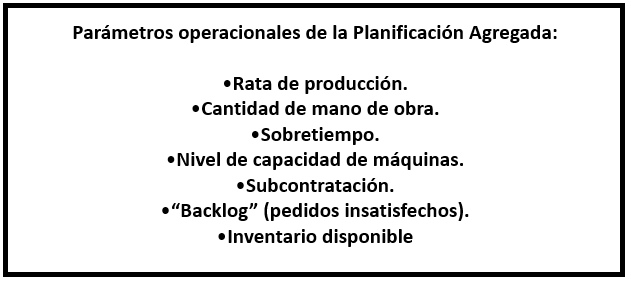 Parámetros operacionales de la Planificación Agregada:
•Rata de producción.
•Cantidad de mano de obra.
•Sobretiempo.
•Nivel de capacidad de máquinas.
•Subcontratación.
•“Backlog” (pedidos insatisfechos).
•Inventario disponible